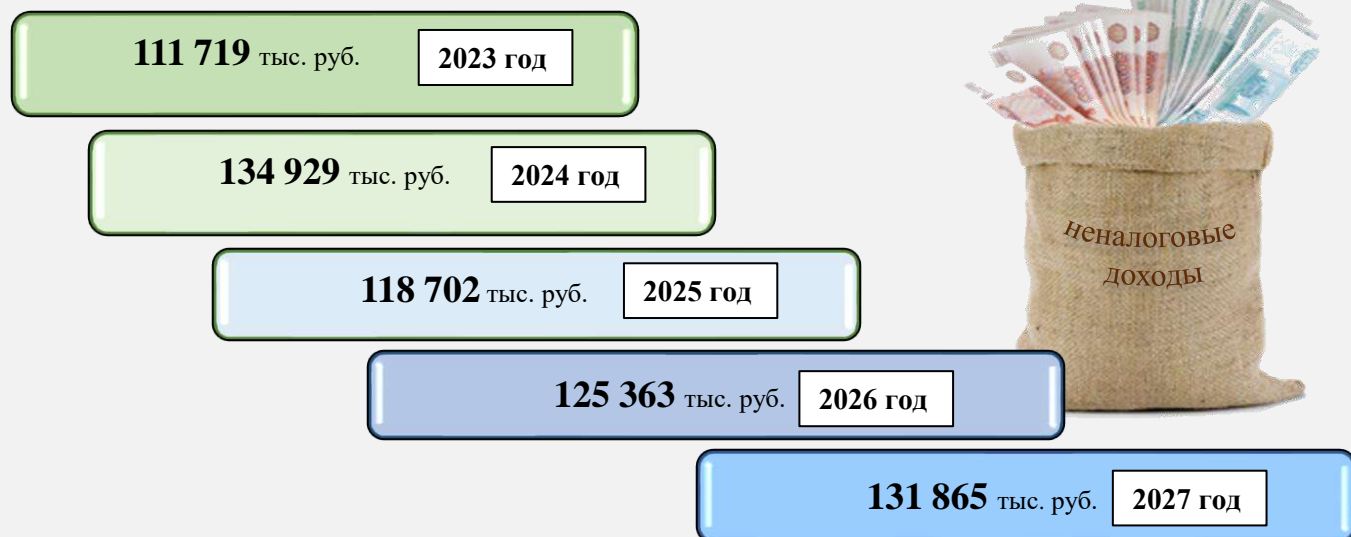 111 719 тыс. руб. 2023 год
134 929 тыс. руб. 2024 год
118 702 тыс. руб. 2025 год
неналоговые
доходы
125 363 тыс. руб. 2026 год
131 865 тыс. руб. 2027 год